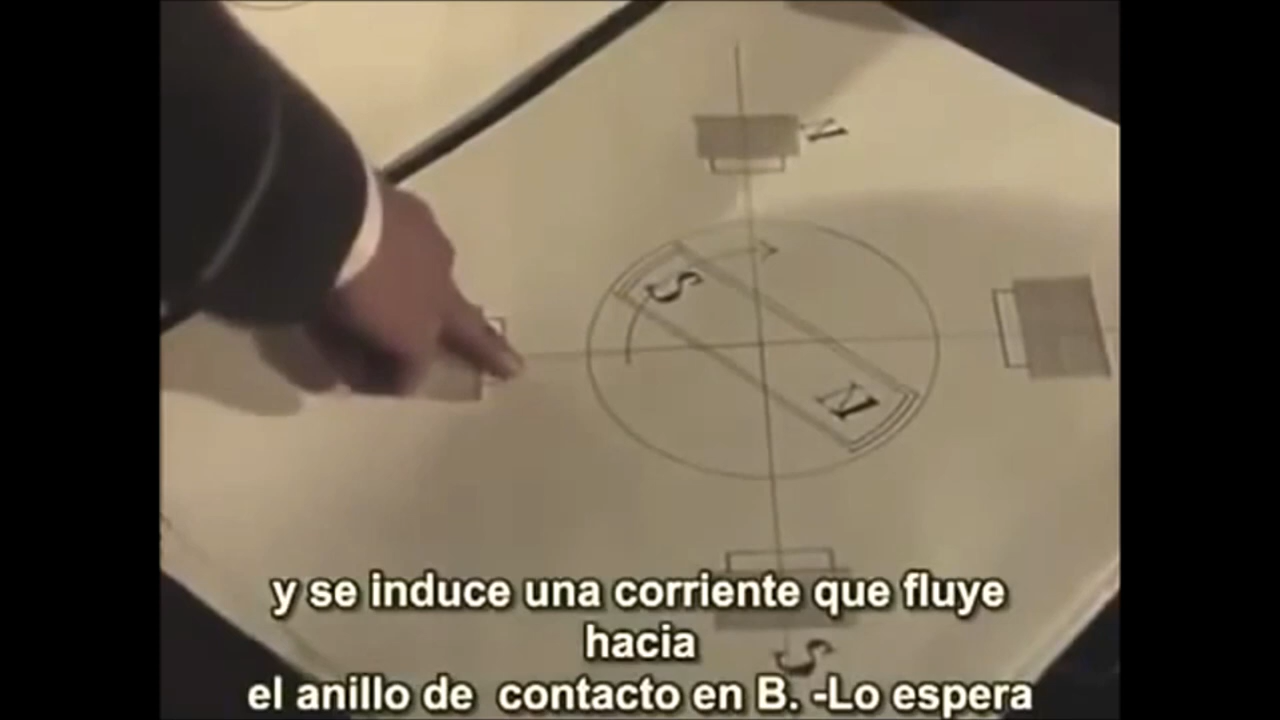 N
S
N
S
y se induce una corriente que fluye
hacia
el anillo de contacto en B. -Lo espera